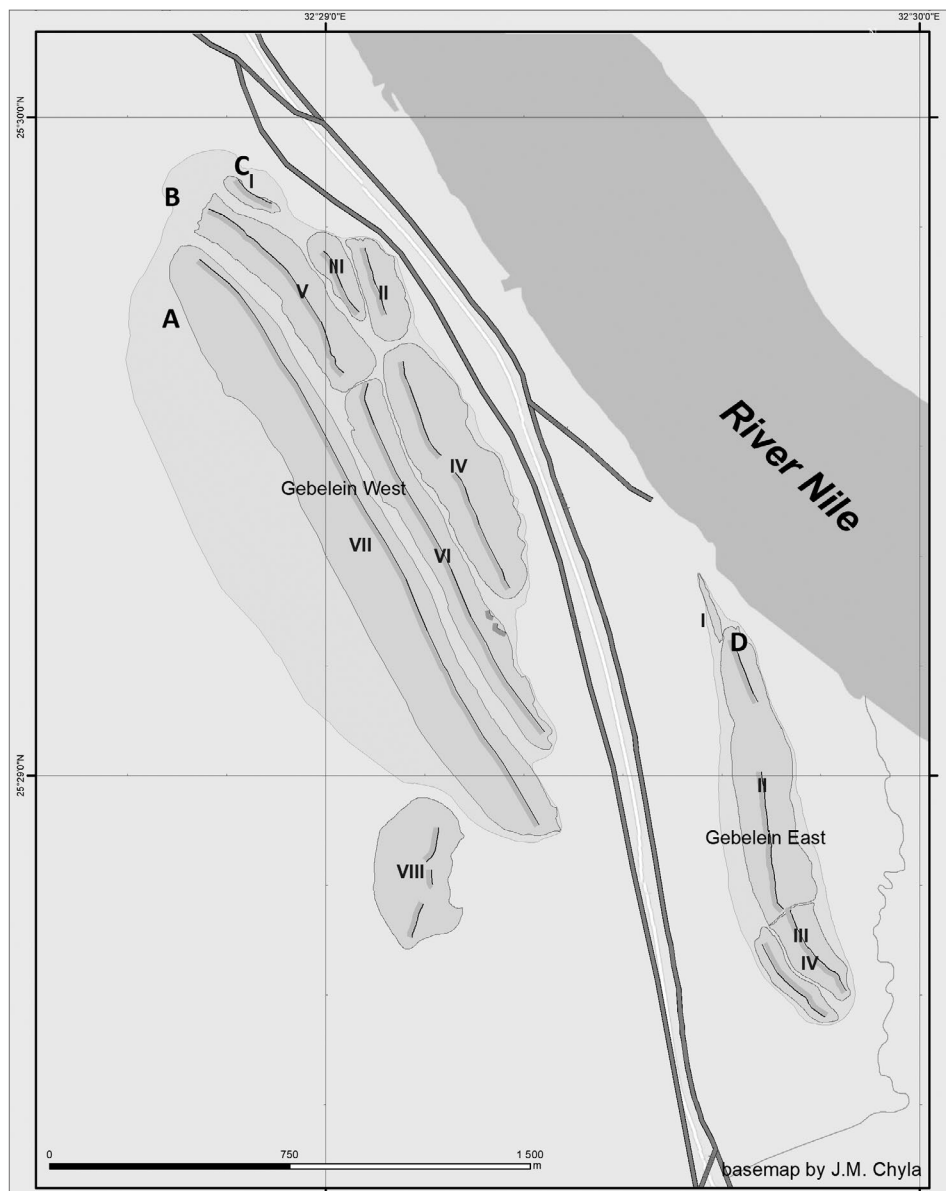 32°29'0"E
32°30'0"E
25°30'0"N
C
I
B
III
II
V
A
River Nile
IV
Gebelein West
VII
VI
I
D
25°29'0"N
II
Gebelein East
VIII
III
IV
0
750
1 500
m
basemap by J.M. Chyla